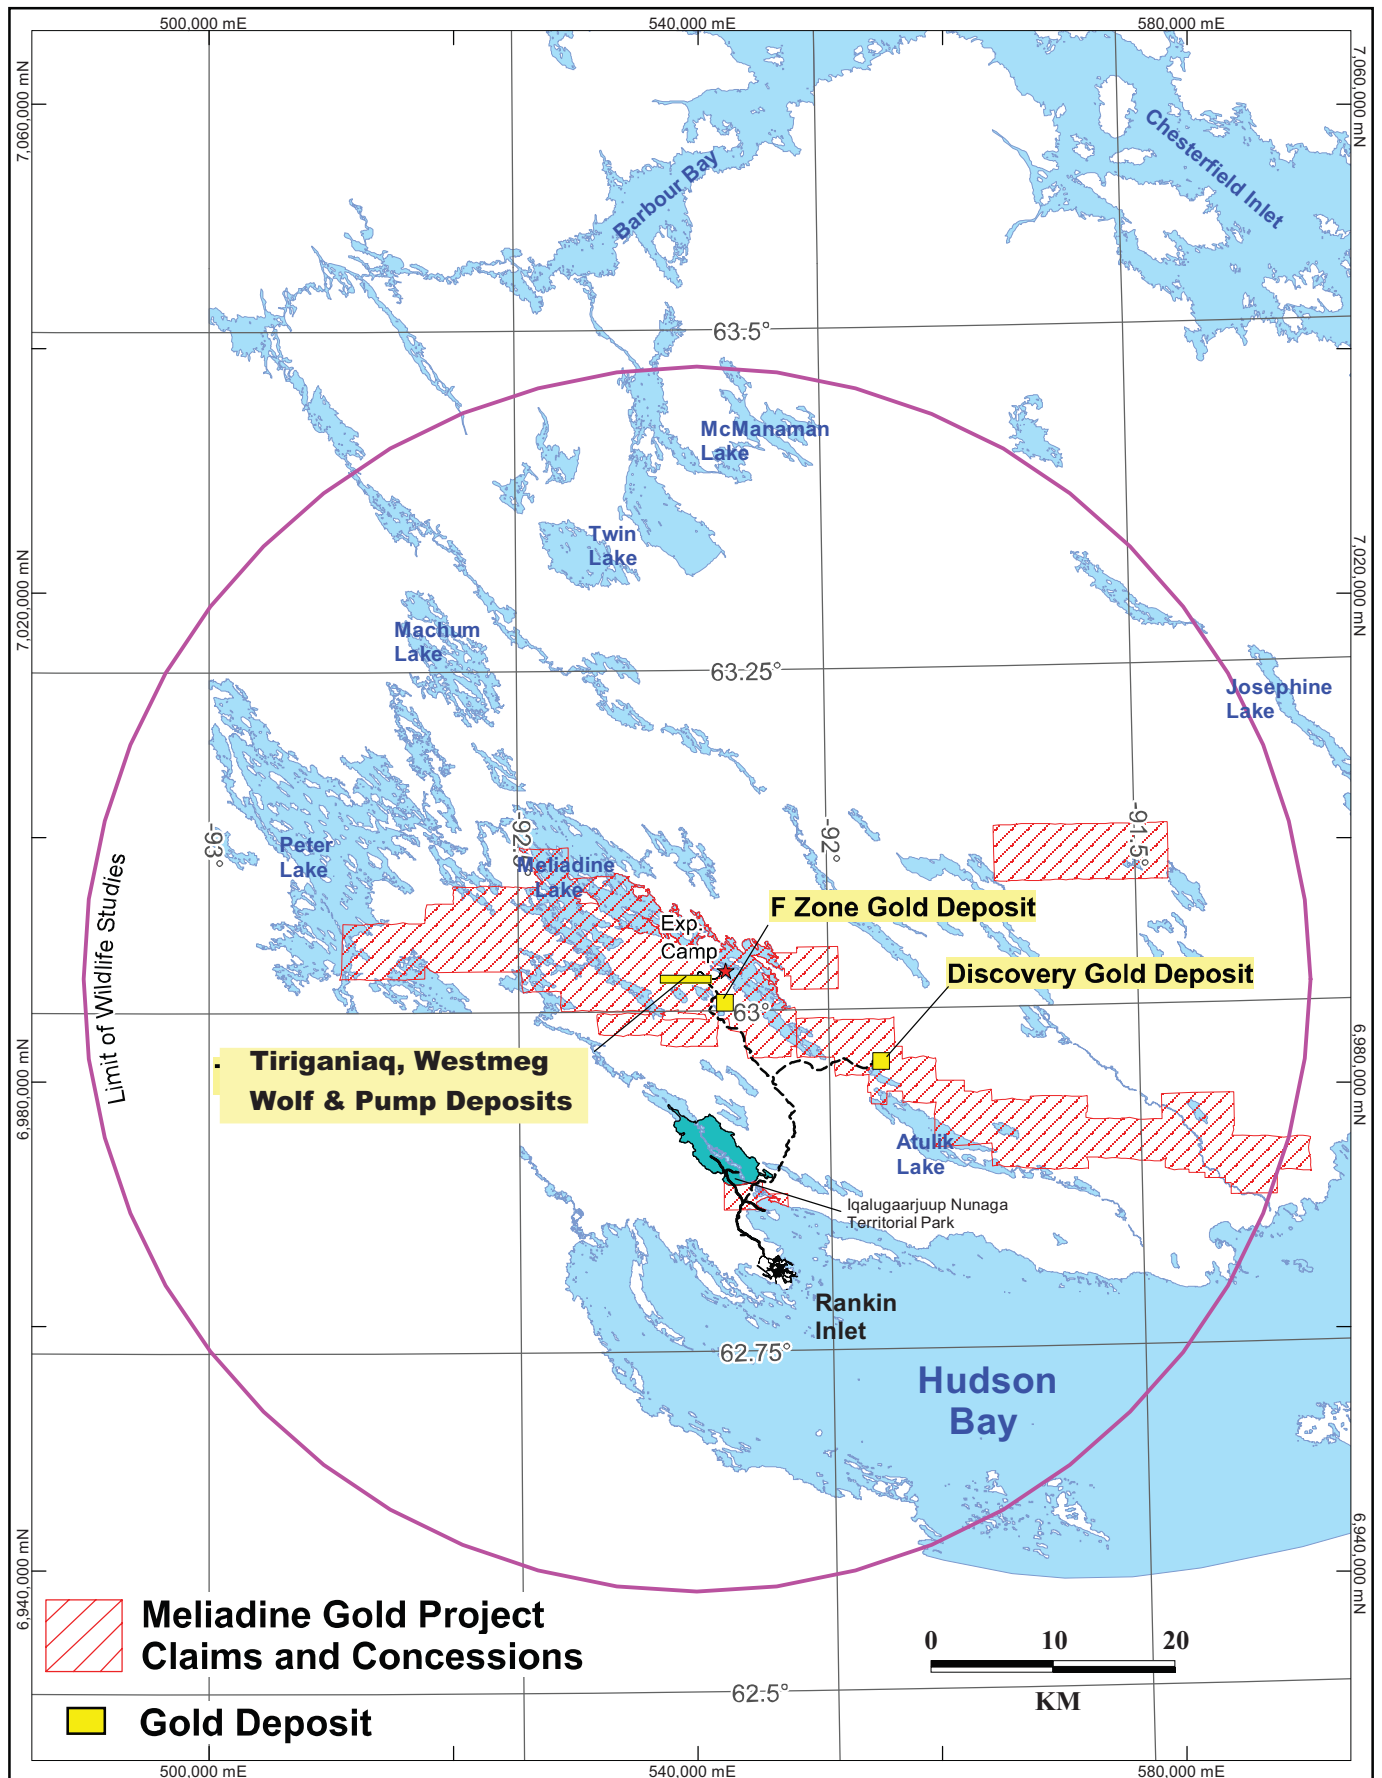 500,000 mE
540,000 mE
580,000 mE
7,060,000 mN
7,060,000 mN
Chesterfield Inlet
Barbour Bay
63.5°
McManaman
Lake
Twin
Lake
7,020,000 mN
7,020,000 mN
Machum
Lake
63.25°
Josephine
Lake
-93°
-92.5°
-92°
-91.5°
Peter
Lake
Meliadine
Lake
Limit of Wildlife Studies
F Zone Gold Deposit
Exp.
Camp
Discovery Gold Deposit
63°
Tiriganiaq, Westmeg
Wolf & Pump Deposits
6,980,000 mN
6,980,000 mN
Atulik
Lake
Iqalugaarjuup Nunaga
Territorial Park
Rankin
Inlet
62.75°
Hudson
Bay
6,940,000 mN
6,940,000 mN
Meliadine Gold Project
Claims and Concessions
0 10 20
KM
62.5°
Gold Deposit
500,000 mE
540,000 mE
580,000 mE